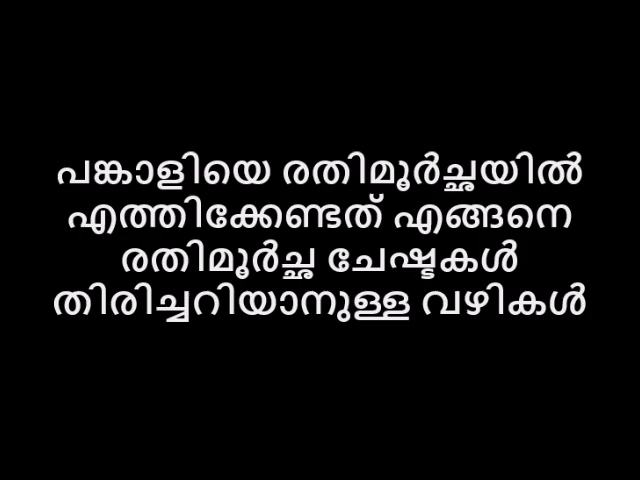 പങ്കാളിയെ രതിമൂർച്ഛയിൽ
എത്തിക്കേണ്ടത് എങ്ങനെ
രതിമൂർച്ഛ ചേഷ്ടകൾ
തിരിച്ചറിയാനുള്ള വഴികൾ